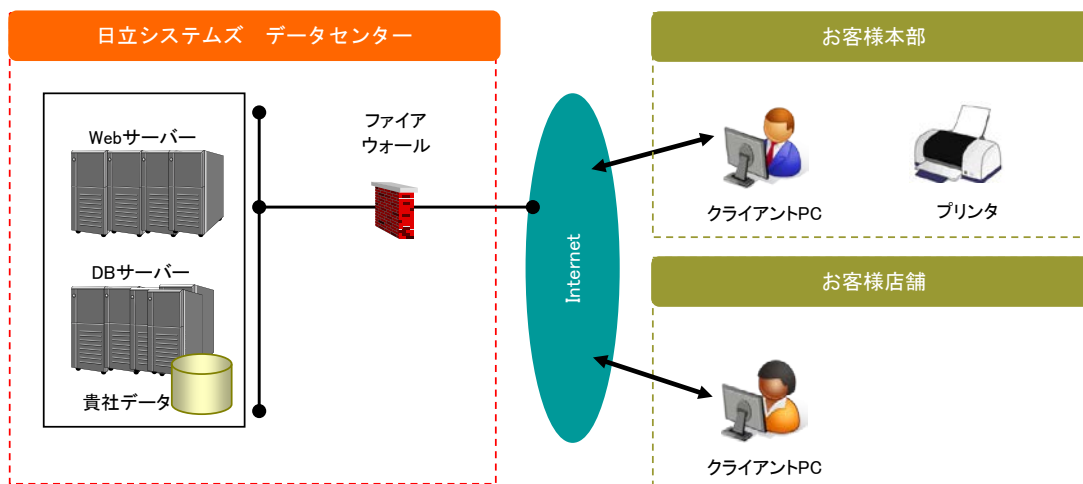 日立システムズ　データセンター
Webサーバー
DBサーバー
貴社データ
ファイア
ウォール
Internet
お客様本部
クライアントPC
プリンタ
お客様店舗
クライアントPC